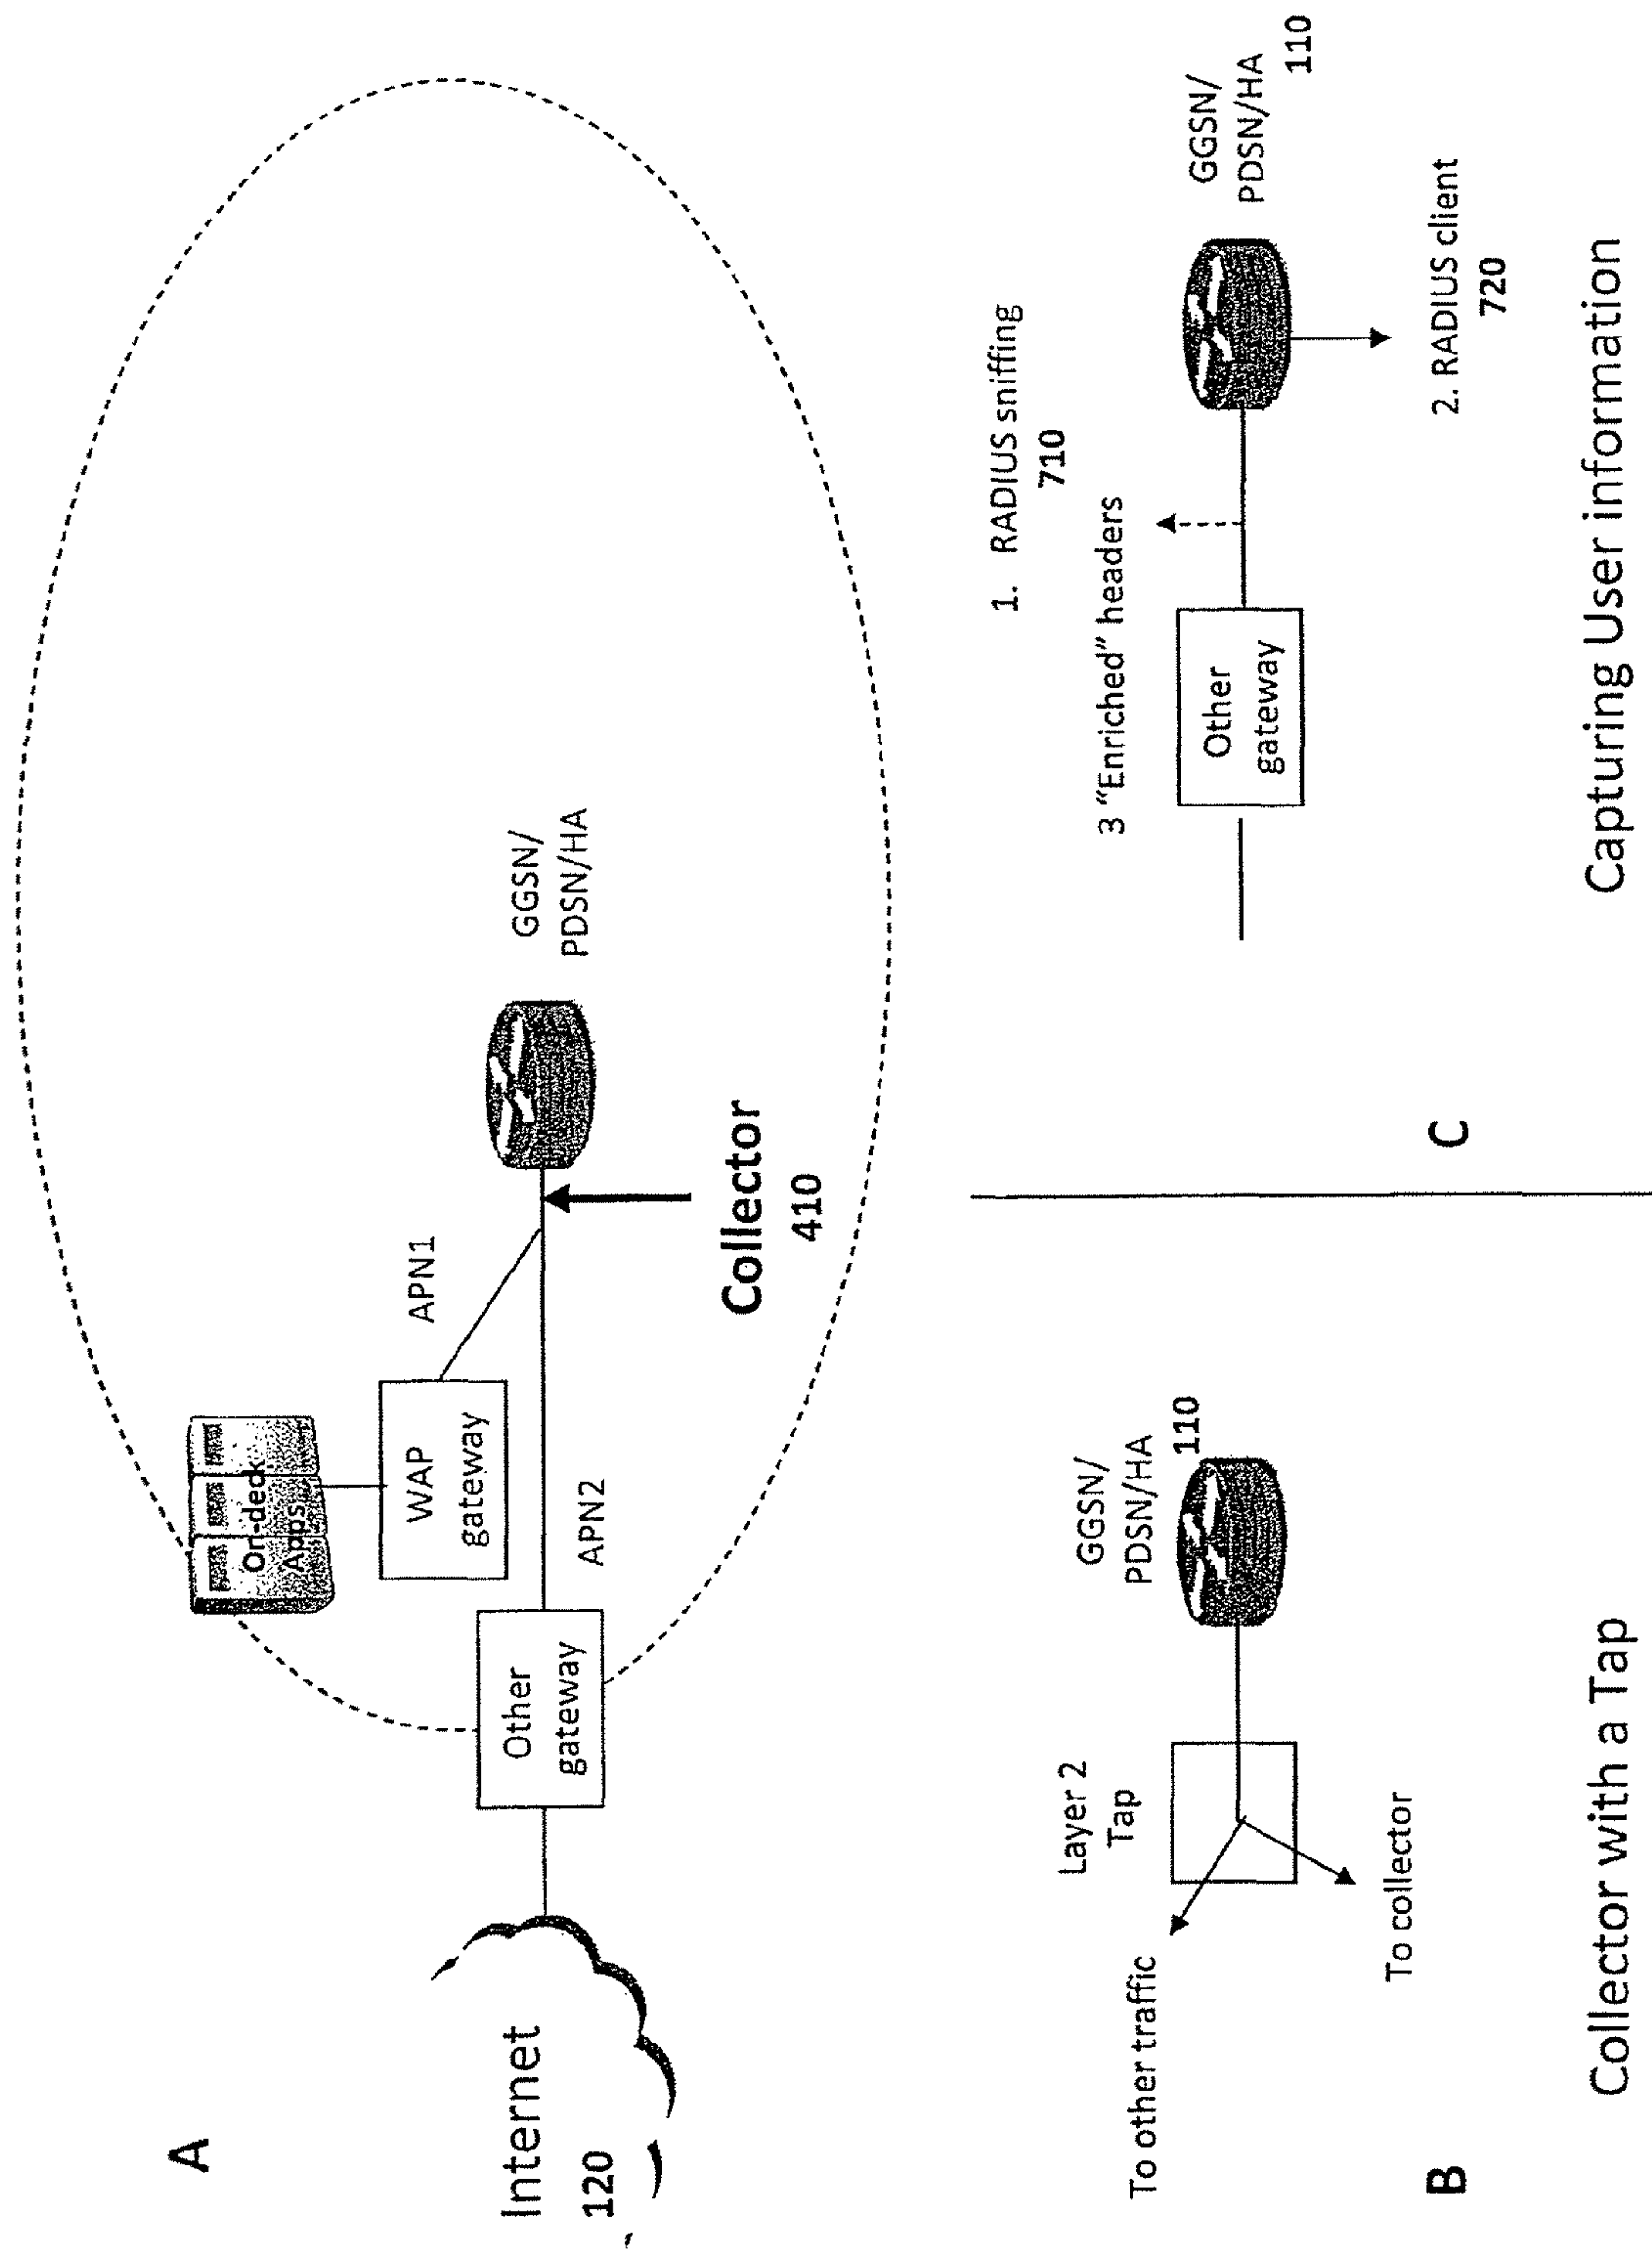 A
On-deck
Apps
WAP
gateway
APN1
GGSN/
PDSN/HA
Internet
120
Other
gateway
APN2
Collector
410
B
Layer 2
Tap
GGSN/
PDSN/HA
110
To other traffic
To collector
Collector with a Tap
C
1. RADIUS sniffing
710
3 "Enriched" headers
Other
gateway
GGSN/
PDSN/HA
110
2. RADIUS client
720
Capturing User information